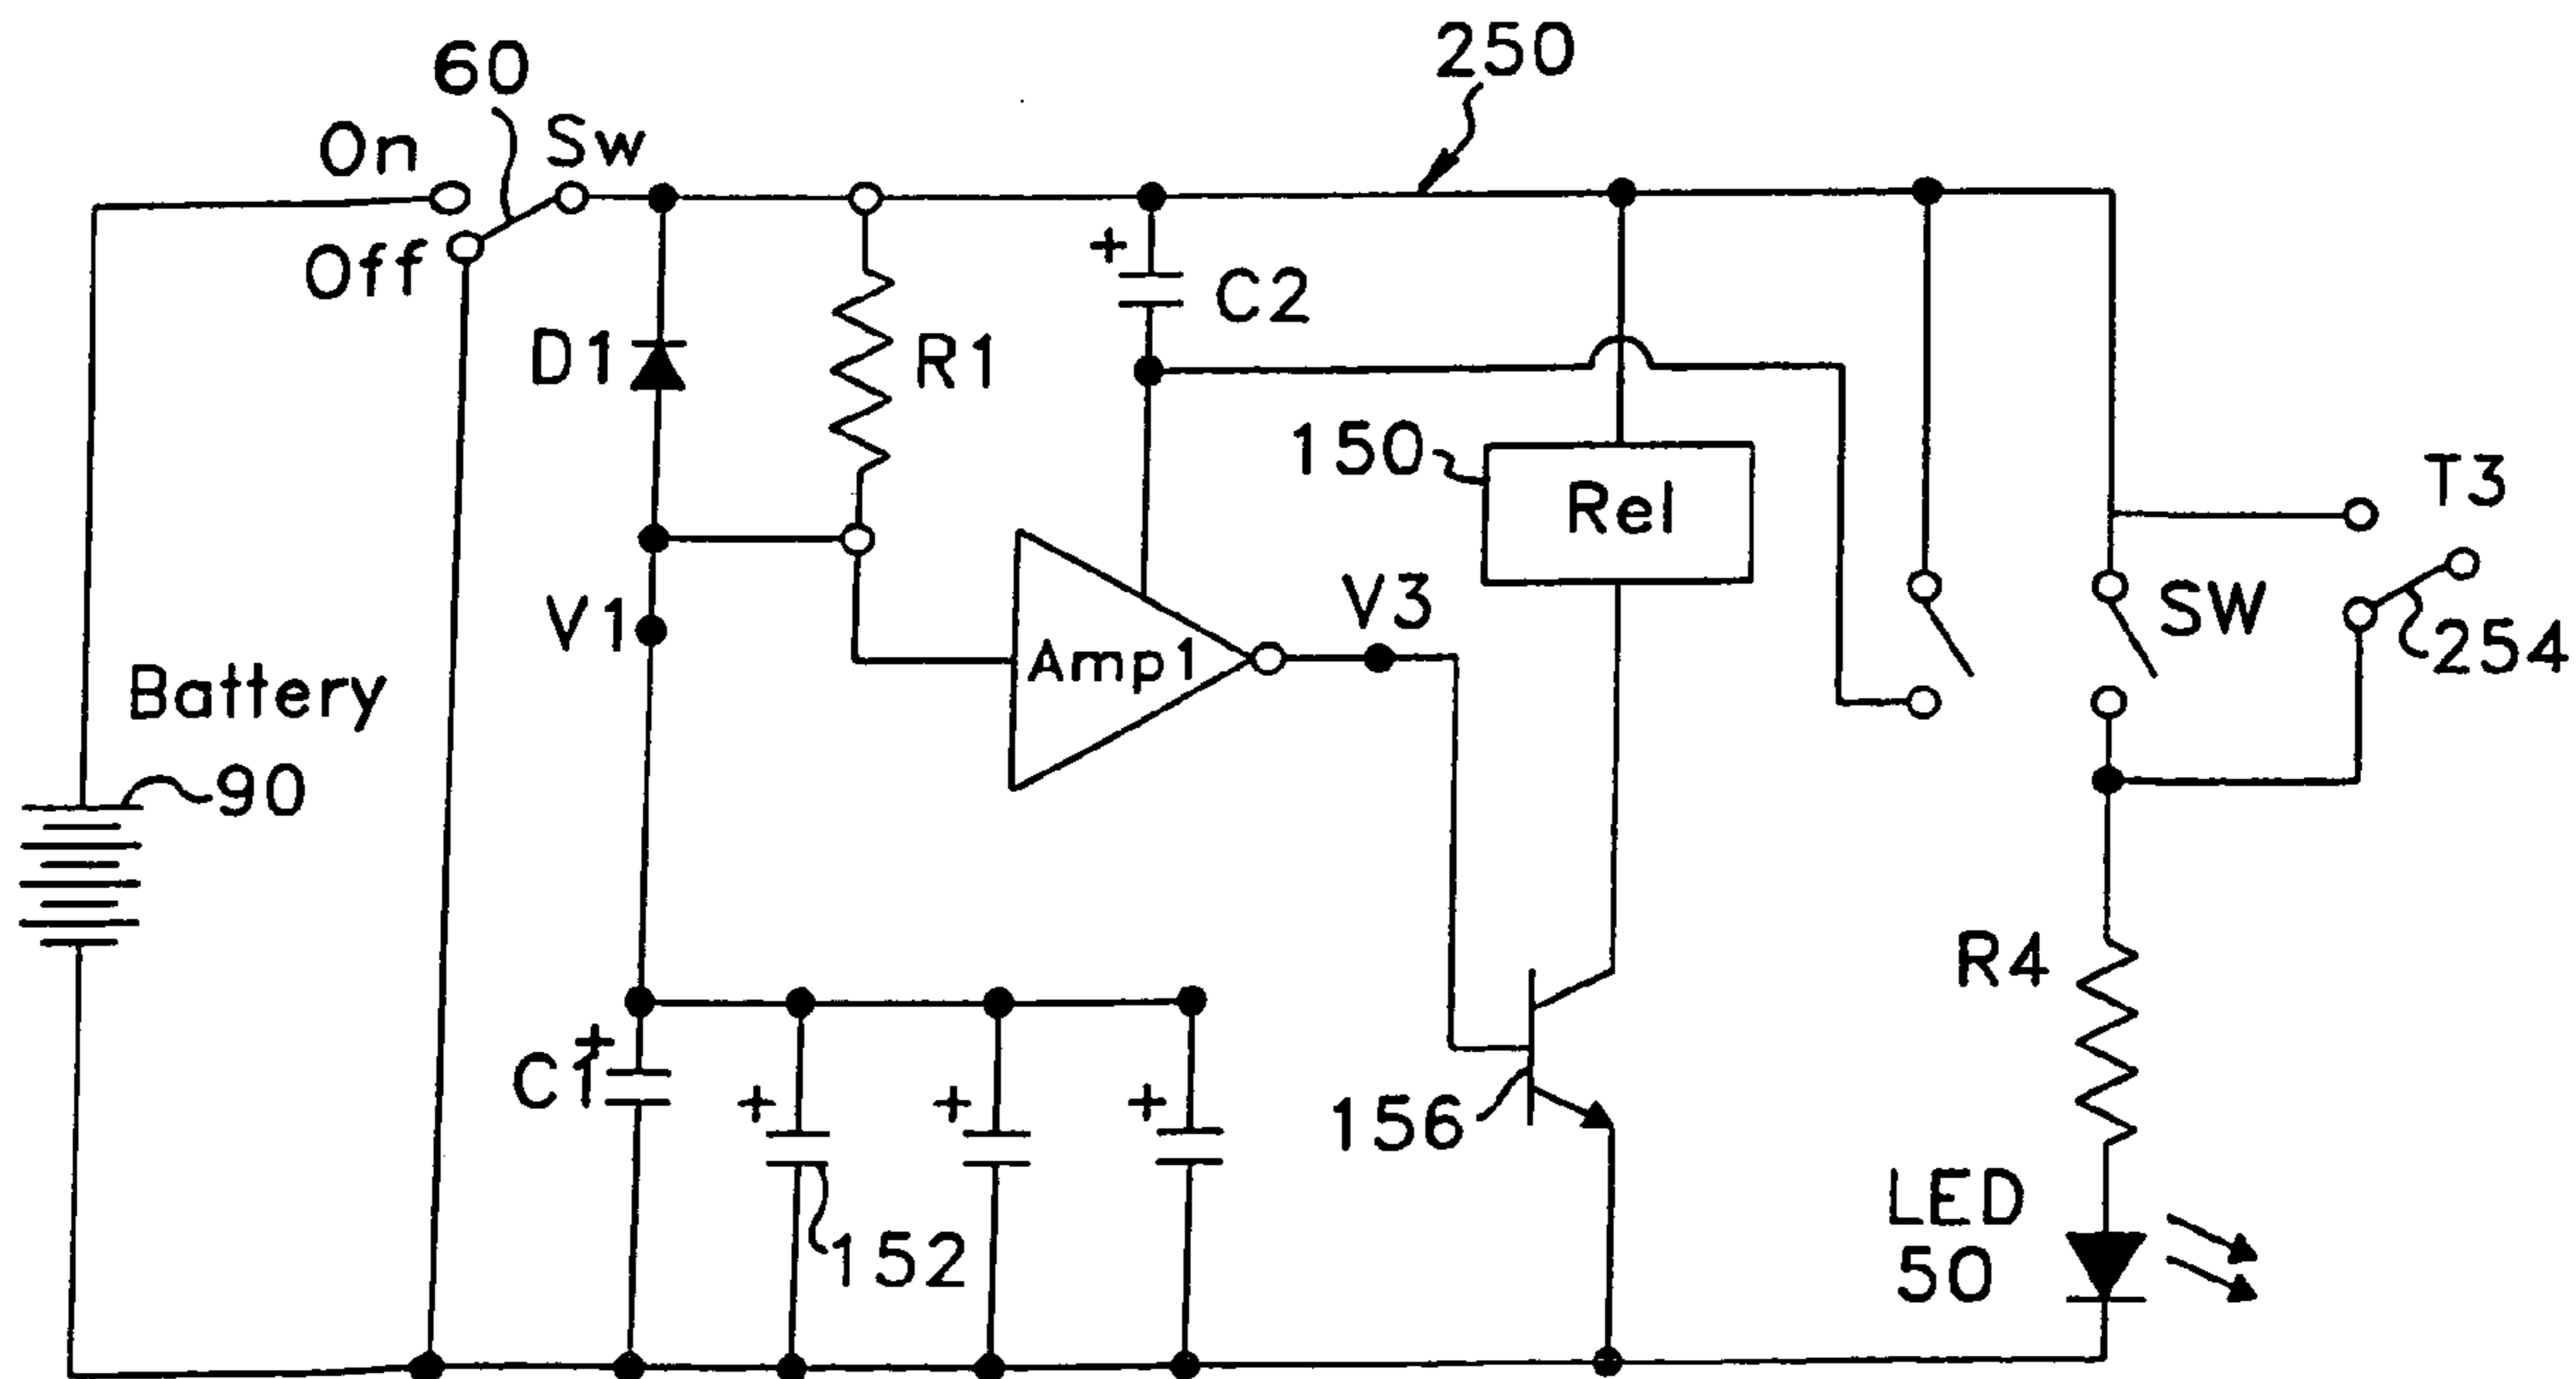 60
250
On
Sw
Off
+
C2
D1
R1
150
Rel
T3
V1
V3
SW
254
Amp1
Battery
90
R4
+
C1
+
+
+
156
152
LED
50